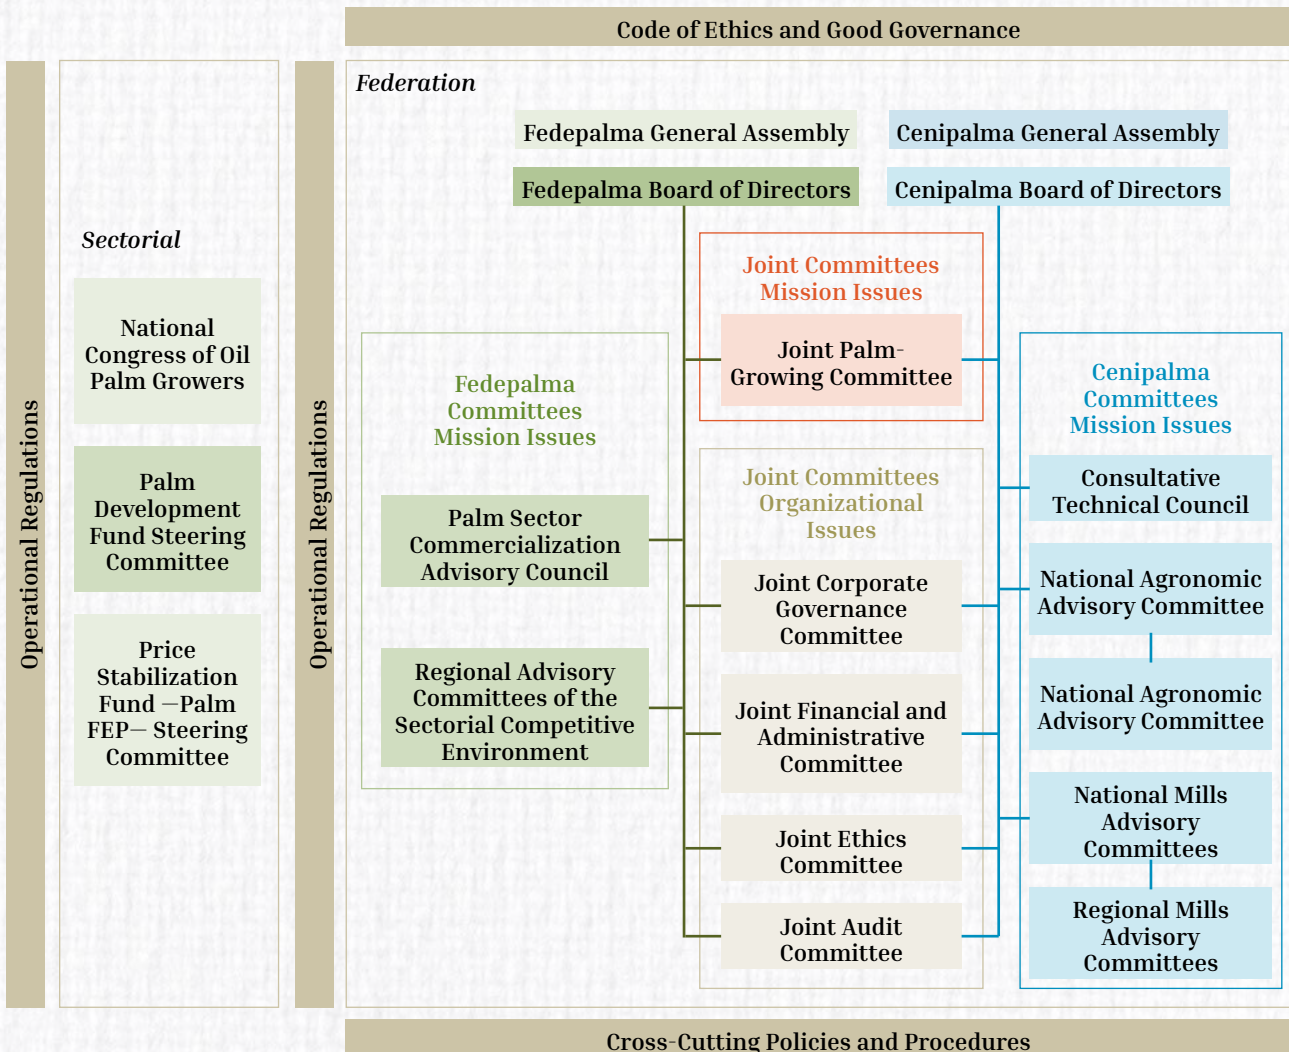 Code of Ethics and Good Governance
Operational Regulations
Sectorial
National
Congress of Oil
Palm Growers
Palm
Development
Fund Steering
Committee
Price
Stabilization
Fund —Palm
FEP— Steering
Committee
Operational Regulations
Federation
Fedepalma General Assembly
Cenipalma General Assembly
Fedepalma Board of Directors
Cenipalma Board of Directors
Fedepalma
Committees
Mission Issues
Palm Sector
Commercialization
Advisory Council
Regional Advisory
Committees of the
Sectorial Competitive
Environment
Joint Committees
Mission Issues
Joint Palm-
Growing Committee
Joint Committees
Organizational
Issues
Joint Corporate
Governance
Committee
Joint Financial and
Administrative
Committee
Joint Ethics
Committee
Joint Audit
Committee
Cenipalma
Committees
Mission Issues
Consultative
Technical Council
National Agronomic
Advisory Committee
National Agronomic
Advisory Committee
National Mills
Advisory
Committees
Regional Mills
Advisory
Committees
Cross-Cutting Policies and Procedures